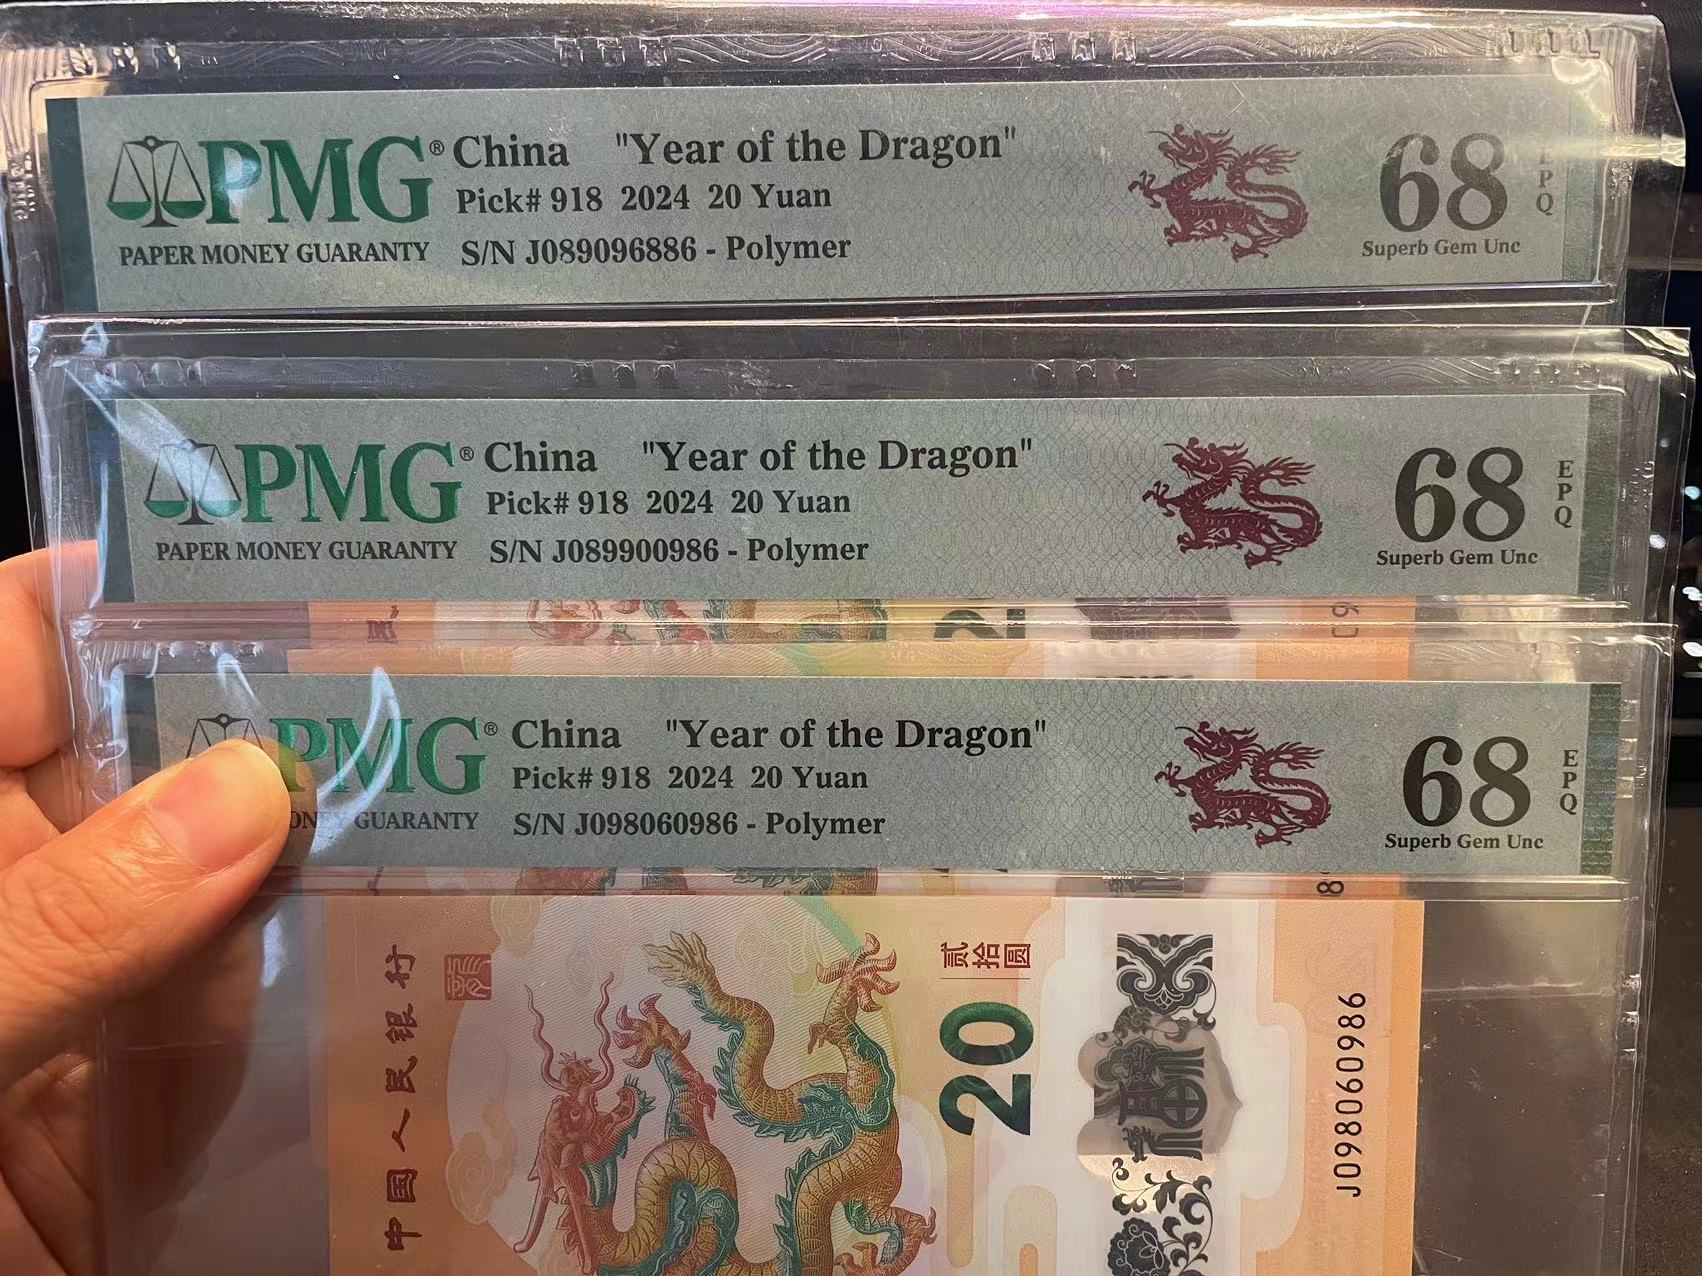 PMG® China "Year of the Dragon" 68 EPQ
Pick# 918 2024 20 Yuan
PAPER MONEY GUARANTY S/N J089096886 - Polymer Superb Gem Unc
PMG® China "Year of the Dragon" 68 EPQ
Pick# 918 2024 20 Yuan
PAPER MONEY GUARANTY S/N J089900986 - Polymer Superb Gem Unc
PMG® China "Year of the Dragon" 68 EPQ
Pick# 918 2024 20 Yuan
GUARANTY S/N J098060986 - Polymer Superb Gem Unc
中国人民银行
贰拾圆
20
J098060986